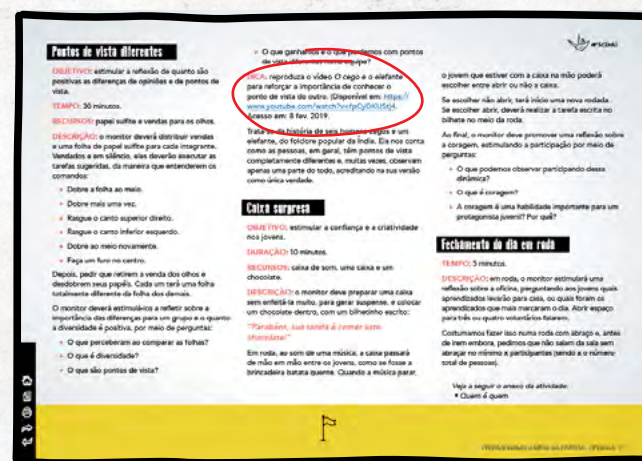 Pontos de vista diferentes
OBJETIVO: estimular a reflexão de quanto são
positivas as diferenças de opiniões e de pontos de
vista.
TEMPO: 30 minutos.
RECURSOS: papel sulfite e vendas para os olhos.
DESCRIÇÃO: o monitor deverá distribuir vendas
e uma folha de papel sulfite para cada integrante.
Vendados e em silêncio, eles deverão executar as
tarefas sugeridas, da maneira que entenderem os
comandos:
Dobre a folha ao meio.
Dobre mais uma vez.
Rasgue o canto superior direito.
Rasgue o canto inferior esquerdo.
Dobre ao meio novamente.
Faça um furo no centro.
Depois, pedir que retirem a venda dos olhos e
desdobrem seus papéis. Cada um terá uma folha
totalmente diferente da folha dos demais.
O monitor deverá estimulá-los a refletir sobre a
importância das diferenças para um grupo e o quanto
a diversidade é positiva, por meio de perguntas:
O que perceberam ao comparar as folhas?
O que é diversidade?
O que são pontos de vista?
O que ganhamos e o que perdemos com pontos
de vista diferentes numa equipe?
DICA: reproduza o vídeo O cego e o elefante
para reforçar a importância de conhecer o
ponto de vista do outro. (Disponível em: https://
www.youtube.com/watch?v=fpCyDKUSrj4.
Acesso em: 8 fev. 2019.
Trata-se da história de seis homens cegos e um
elefante, do folclore popular da Índia. Ela nos conta
como as pessoas, em geral, têm pontos de vista
completamente diferentes e, muitas vezes, observam
apenas uma parte do todo, acreditando na sua versão
como única verdade.
Caixa surpresa
OBJETIVO: estimular a confiança e a criatividade
nos jovens.
DURAÇÃO: 10 minutos.
RECURSOS: caixa de som, uma caixa e um
chocolate.
DESCRIÇÃO: o monitor deve preparar uma caixa
sem enfeitá-la muito, para gerar suspense, e colocar
um chocolate dentro, com um bilhetinho escrito:
"Parabéns, sua tarefa é comer esse
chocolate!"
Em roda, ao som de uma música, a caixa passará
de mão em mão entre os jovens, como se fosse a
brincadeira batata quente. Quando a música parar,
o jovem que estiver com a caixa na mão poderá
escolher entre abrir ou não a caixa.
Se escolher não abrir, terá início uma nova rodada.
Se escolher abrir, deverá realizar a tarefa escrita no
bilhete no meio da roda.
Ao final, o monitor deve promover uma reflexão sobre
a coragem, estimulando a participação por meio de
perguntas:
O que podemos observar participando dessa
dinâmica?
O que é coragem?
A coragem é uma habilidade importante para um
protagonista juvenil? Por quê?
Fechamento do dia em roda
TEMPO: 5 minutos.
DESCRIÇÃO: em roda, o monitor estimulará uma
reflexão sobre a oficina, perguntando aos jovens quais
aprendizados levarão para casa, ou quais foram os
aprendizados que mais marcaram o dia. Abrir espaço
para três ou quatro voluntários falarem.
Costumamos fazer isso numa roda com abraço e, antes
de irem embora, pedimos que não saiam da sala sem
abraçar no mínimo x participantes (sendo x o número
total de pessoas).
Veja a seguir o anexo da atividade:
Quem é quem